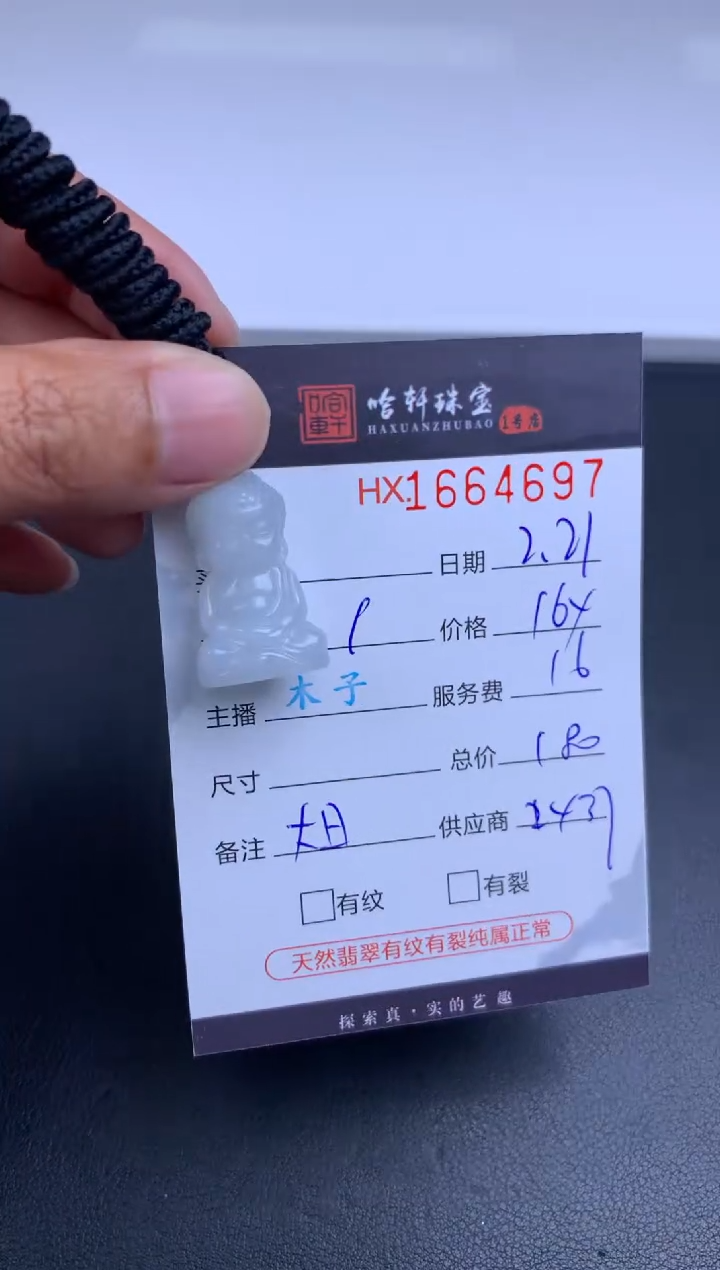 哈轩珠宝
HAXUANZHUBAO 1号店
HX:1664697
日期 2.21
1 价格 164
主播 木子 服务费 16
尺寸 总价 180
备注 大日 供应商 2437
有纹 有裂
天然翡翠有纹有裂纯属正常
探索真·实的艺趣